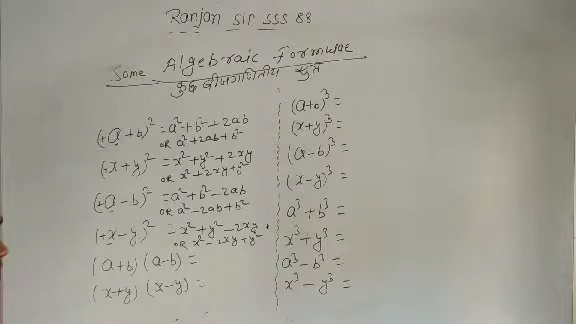 Ranjan Sir SSS 88
Some Algebraic Formulae
कुछ बीजगणितीय सुत्र
(+a+b)² = a²+b²+2ab
OR a²+2ab+b²
(+x+y)² = x²+y²+2xy
OR x²+2xy+y²
(+a-b)² = a²+b²-2ab
OR a²-2ab+b²
(+x-y)² = x²+y²-2xy
OR x²-2xy+y²
(a+b) (a-b) =
(x+y) (x-y) =
(a+b)³ =
(x+y)³ =
(a-b)³ =
(x-y)³ =
a³+b³ =
x³+y³ =
a³-b³ =
x³-y³ =